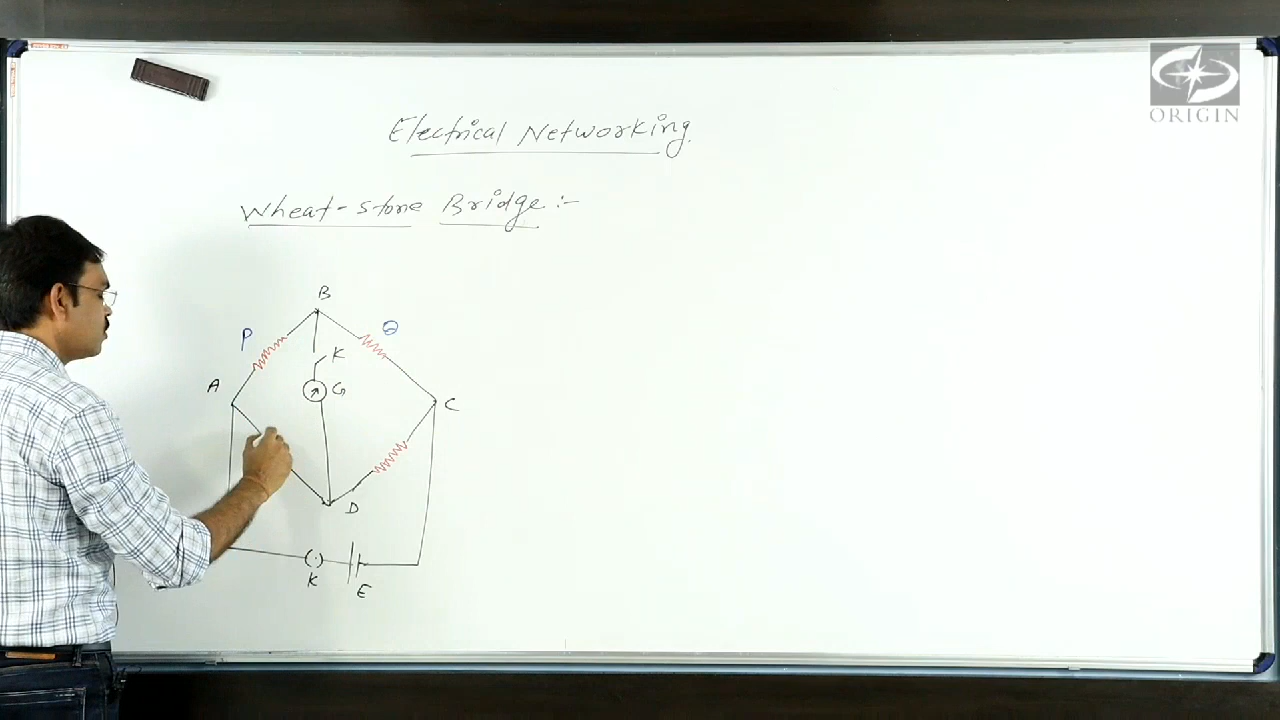 ORIGIN
Electrical Networking
Wheat-stone Bridge :-
B
P
Q
K
A
G
C
D
K
E